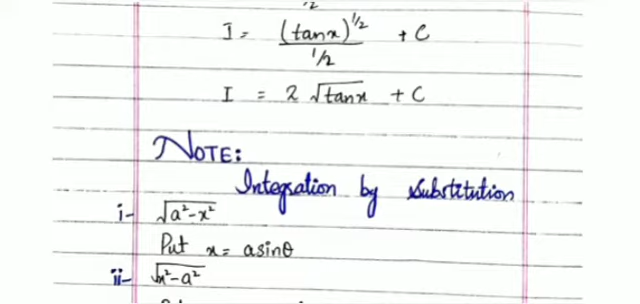 I = (tanx)^1/2 / 1/2 + C
I = 2 √tanx + C
NOTE:
Integration by Substitution
i- √a²-x²
Put x = asinθ
ii- √x²-a²